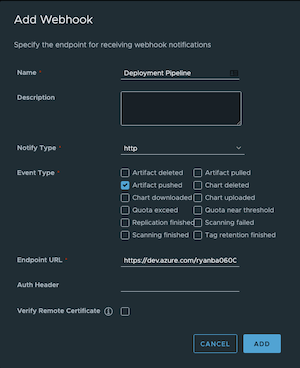 Add Webhook
Specify the endpoint for receiving webhook notifications
Name *
Deployment Pipeline
Description
Notify Type *
http
Event Type *
Artifact deleted
Artifact pulled
Artifact pushed
Chart deleted
Chart downloaded
Chart uploaded
Quota exceed
Quota near threshold
Replication finished
Scanning failed
Scanning finished
Tag retention finished
Endpoint URL *
https://dev.azure.com/ryanba060C
Auth Header
Verify Remote Certificate
CANCEL
ADD